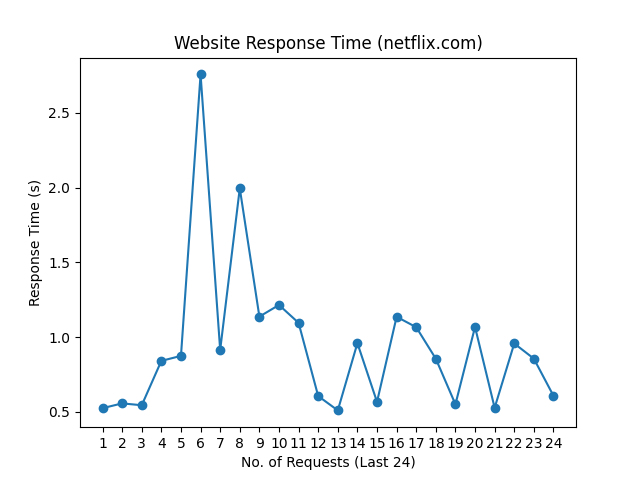 Website Response Time (netflix.com)
Response Time (s)
2.5
2.0
1.5
1.0
0.5
1 2 3 4 5 6 7 8 9 10 11 12 13 14 15 16 17 18 19 20 21 22 23 24
No. of Requests (Last 24)